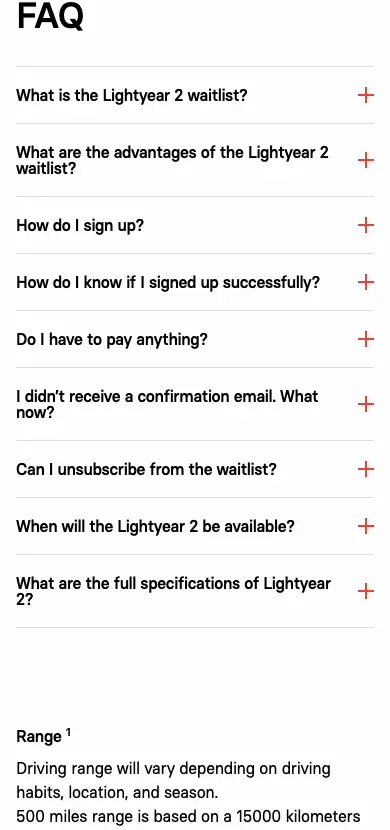 FAQ
What is the Lightyear 2 waitlist?
What are the advantages of the Lightyear 2
waitlist?
How do I sign up?
How do I know if I signed up successfully?
Do I have to pay anything?
I didn’t receive a confirmation email. What
now?
Can I unsubscribe from the waitlist?
When will the Lightyear 2 be available?
What are the full specifications of Lightyear
2?
Range ¹
Driving range will vary depending on driving
habits, location, and season.
500 miles range is based on a 15000 kilometers